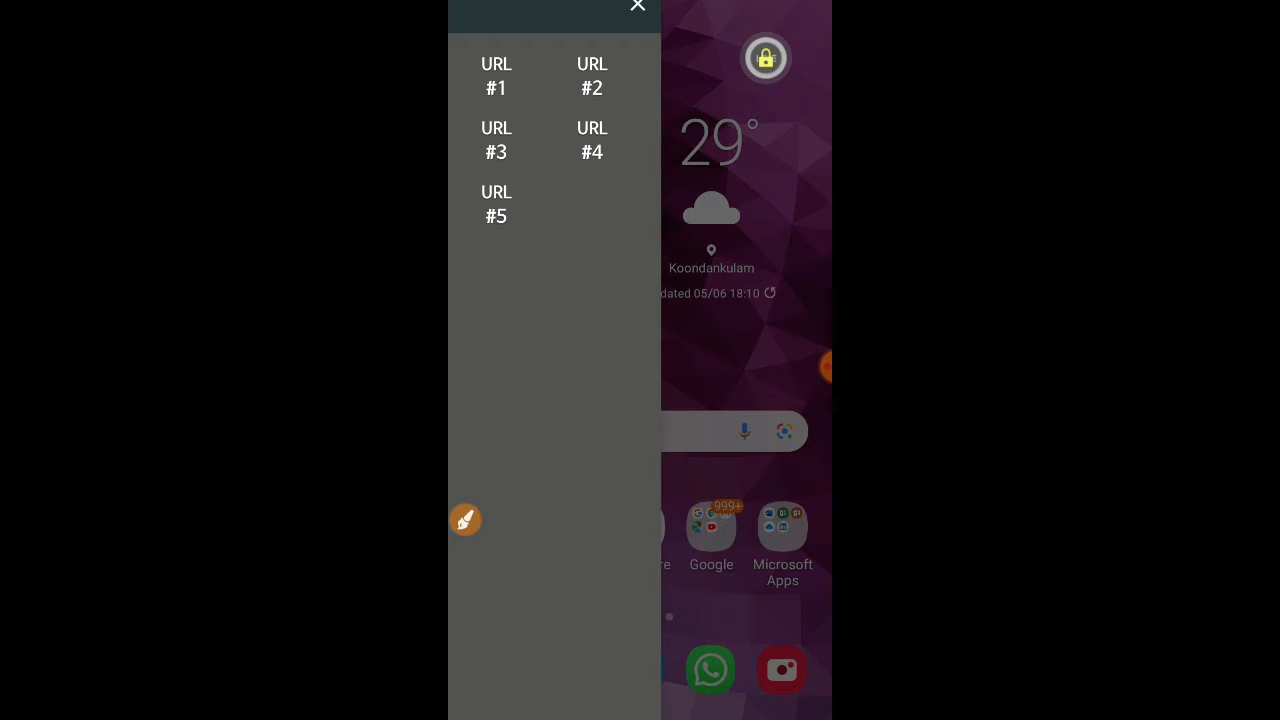 URL
#1
URL
#2
URL
#3
URL
#4
URL
#5
29°
Koondankulam
dated 05/06 18:10
999+
re
Google
Microsoft
Apps